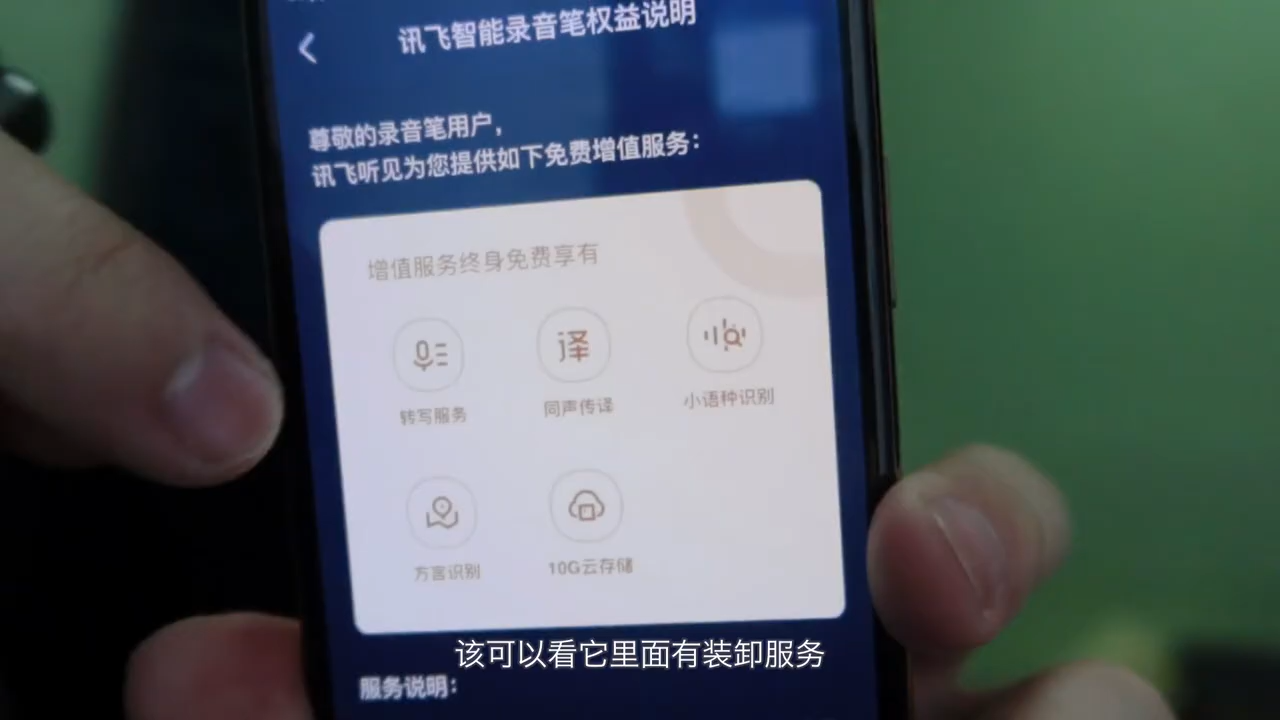 讯飞智能录音笔权益说明
尊敬的录音笔用户，
讯飞听见为您提供如下免费增值服务：
增值服务终身免费享有
译
转写服务
同声传译
小语种识别
方言识别
10G云存储
该可以看它里面有装卸服务
服务说明：